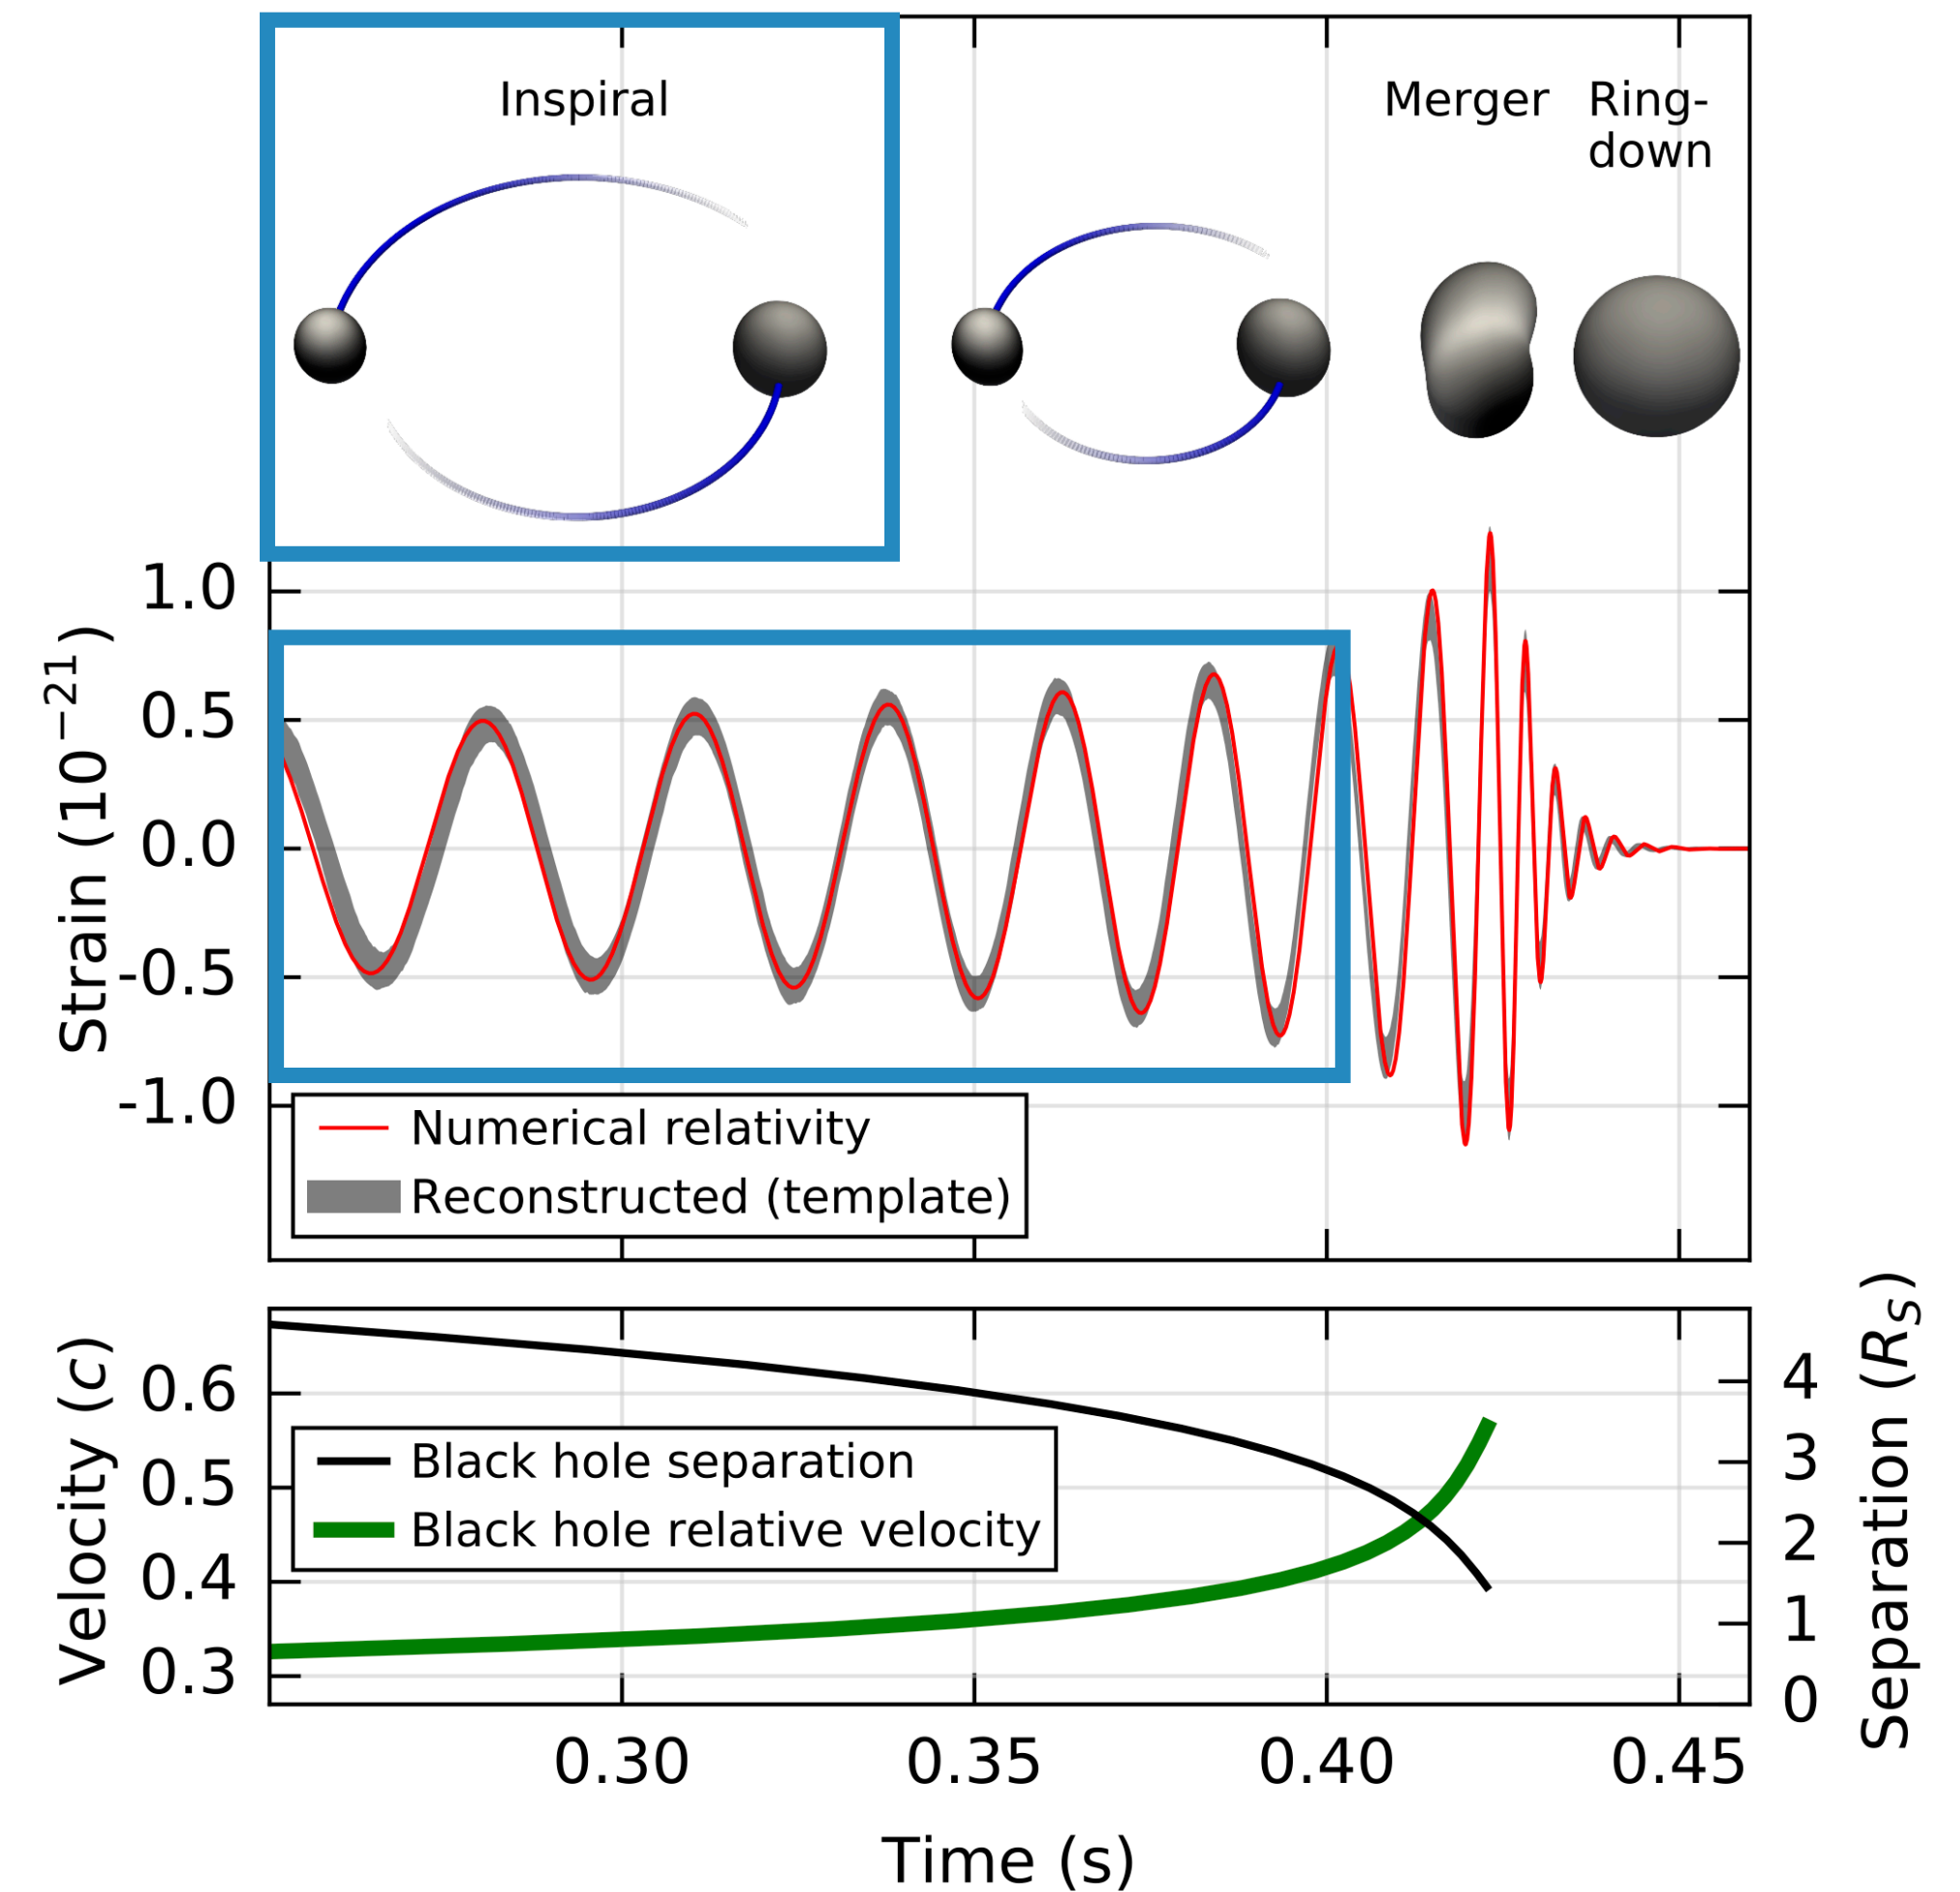 Inspiral
Merger
Ring-
down
Strain (10⁻²¹)
1.0
0.5
0.0
-0.5
-1.0
Numerical relativity
Reconstructed (template)
Velocity (c)
0.6
0.5
0.4
0.3
Black hole separation
Black hole relative velocity
Separation (R_S)
4
3
2
1
0
0.30 0.35 0.40 0.45
Time (s)